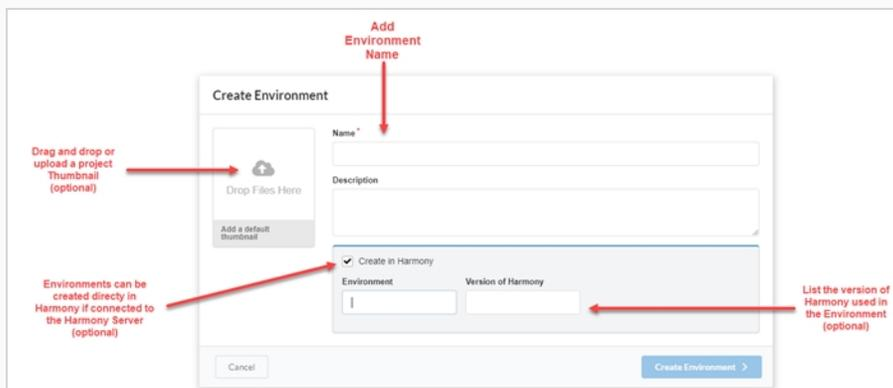 Add
Environment
Name
Create Environment
Drag and drop or
upload a project
Thumbnail
(optional)
Drop Files Here
Add a default
thumbnail
Name *
Description
Environments can be
created directy in
Harmony if connected to
the Harmony Server
(optional)
Create in Harmony
Environment
Version of Harmony
List the version of
Harmony used in
the Environment
(optional)
Cancel
Create Environment